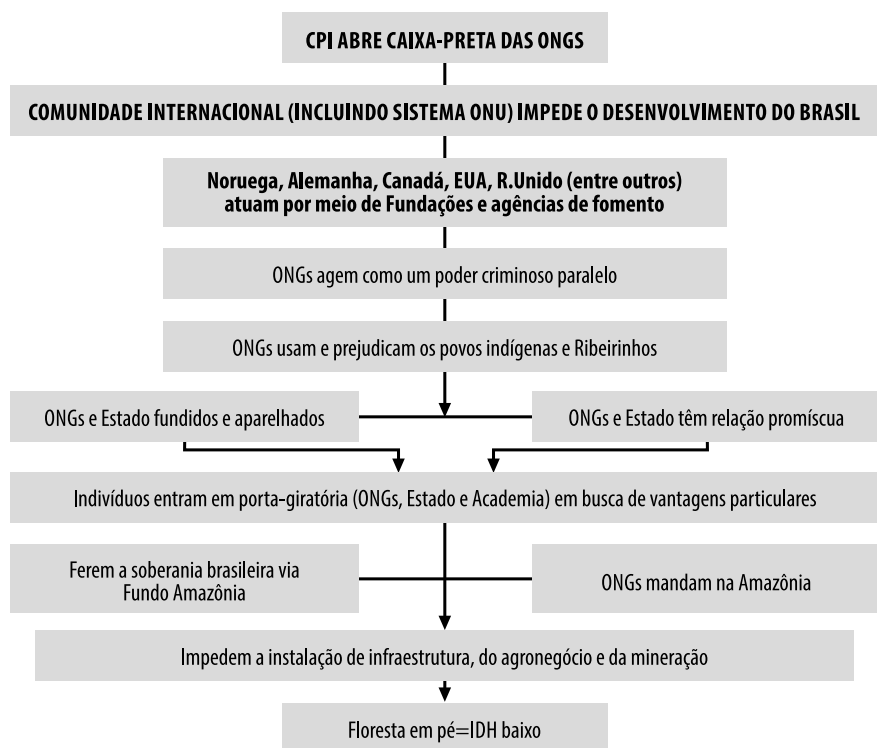 CPI ABRE CAIXA-PRETA DAS ONGS
COMUNIDADE INTERNACIONAL (INCLUINDO SISTEMA ONU) IMPEDE O DESENVOLVIMENTO DO BRASIL
Noruega, Alemanha, Canadá, EUA, R.Unido (entre outros)
atuam por meio de Fundações e agências de fomento
ONGs agem como um poder criminoso paralelo
ONGs usam e prejudicam os povos indígenas e Ribeirinhos
ONGs e Estado fundidos e aparelhados
ONGs e Estado têm relação promíscua
Indivíduos entram em porta-giratória (ONGs, Estado e Academia) em busca de vantagens particulares
Ferem a soberania brasileira via
Fundo Amazônia
ONGs mandam na Amazônia
Impedem a instalação de infraestrutura, do agronegócio e da mineração
Floresta em pé=IDH baixo